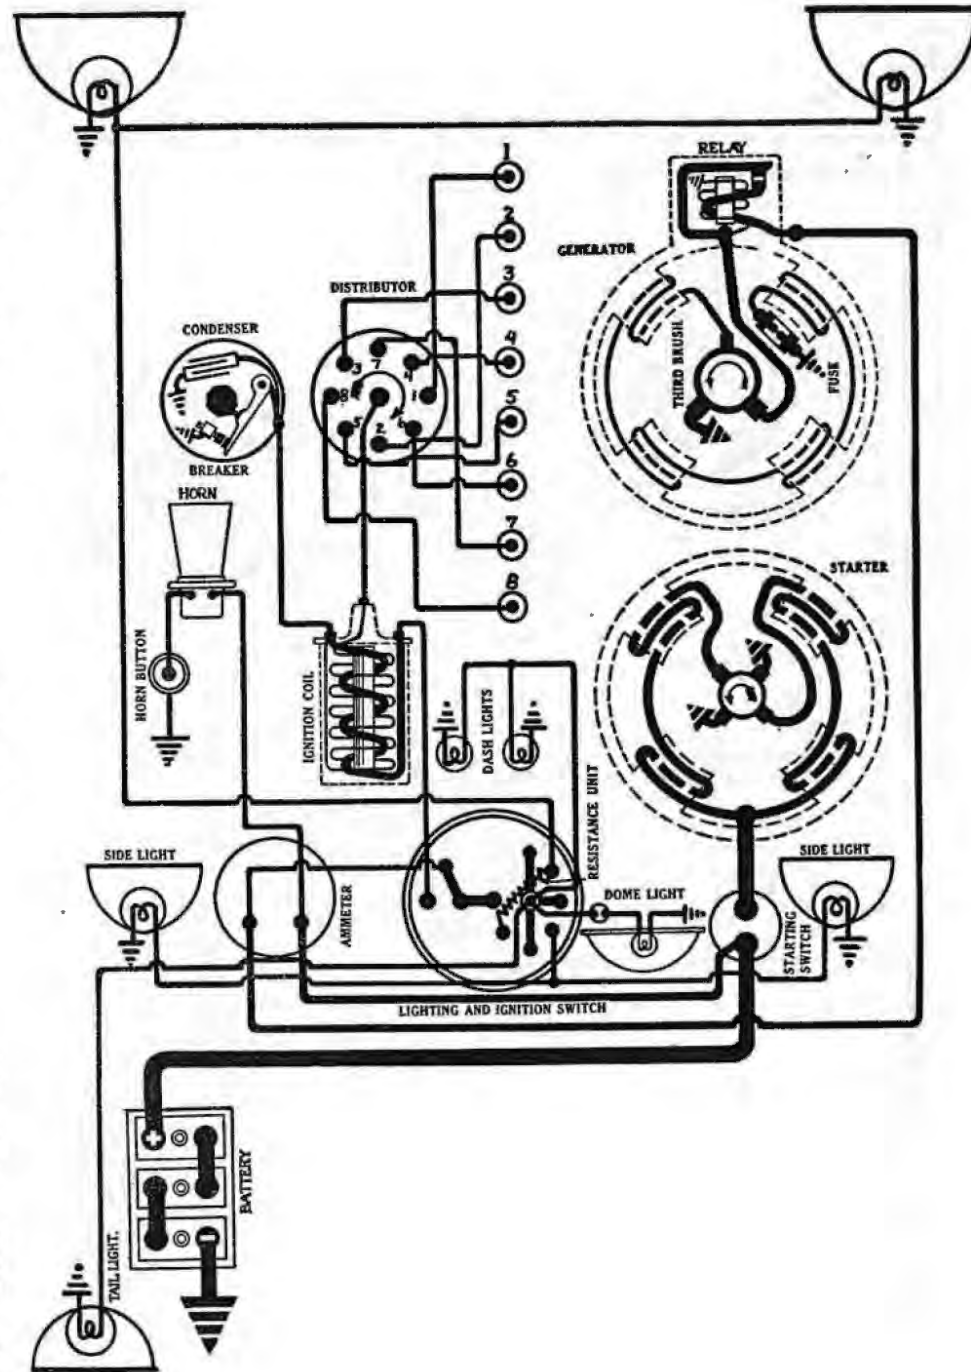 RELAY
1
GENERATOR
2
3
DISTRIBUTOR
CONDENSER
THIRD BRUSH
FUSE
4
3
7
4
8
1
5
2
6
5
BREAKER
HORN
6
7
STARTER
8
HORN BUTTON
IGNITION COIL
DASH LIGHTS
RESISTANCE UNIT
SIDE LIGHT
SIDE LIGHT
DOME LIGHT
AMMETER
STARTING
SWITCH
LIGHTING AND IGNITION SWITCH
+
BATTERY
TAIL LIGHT.